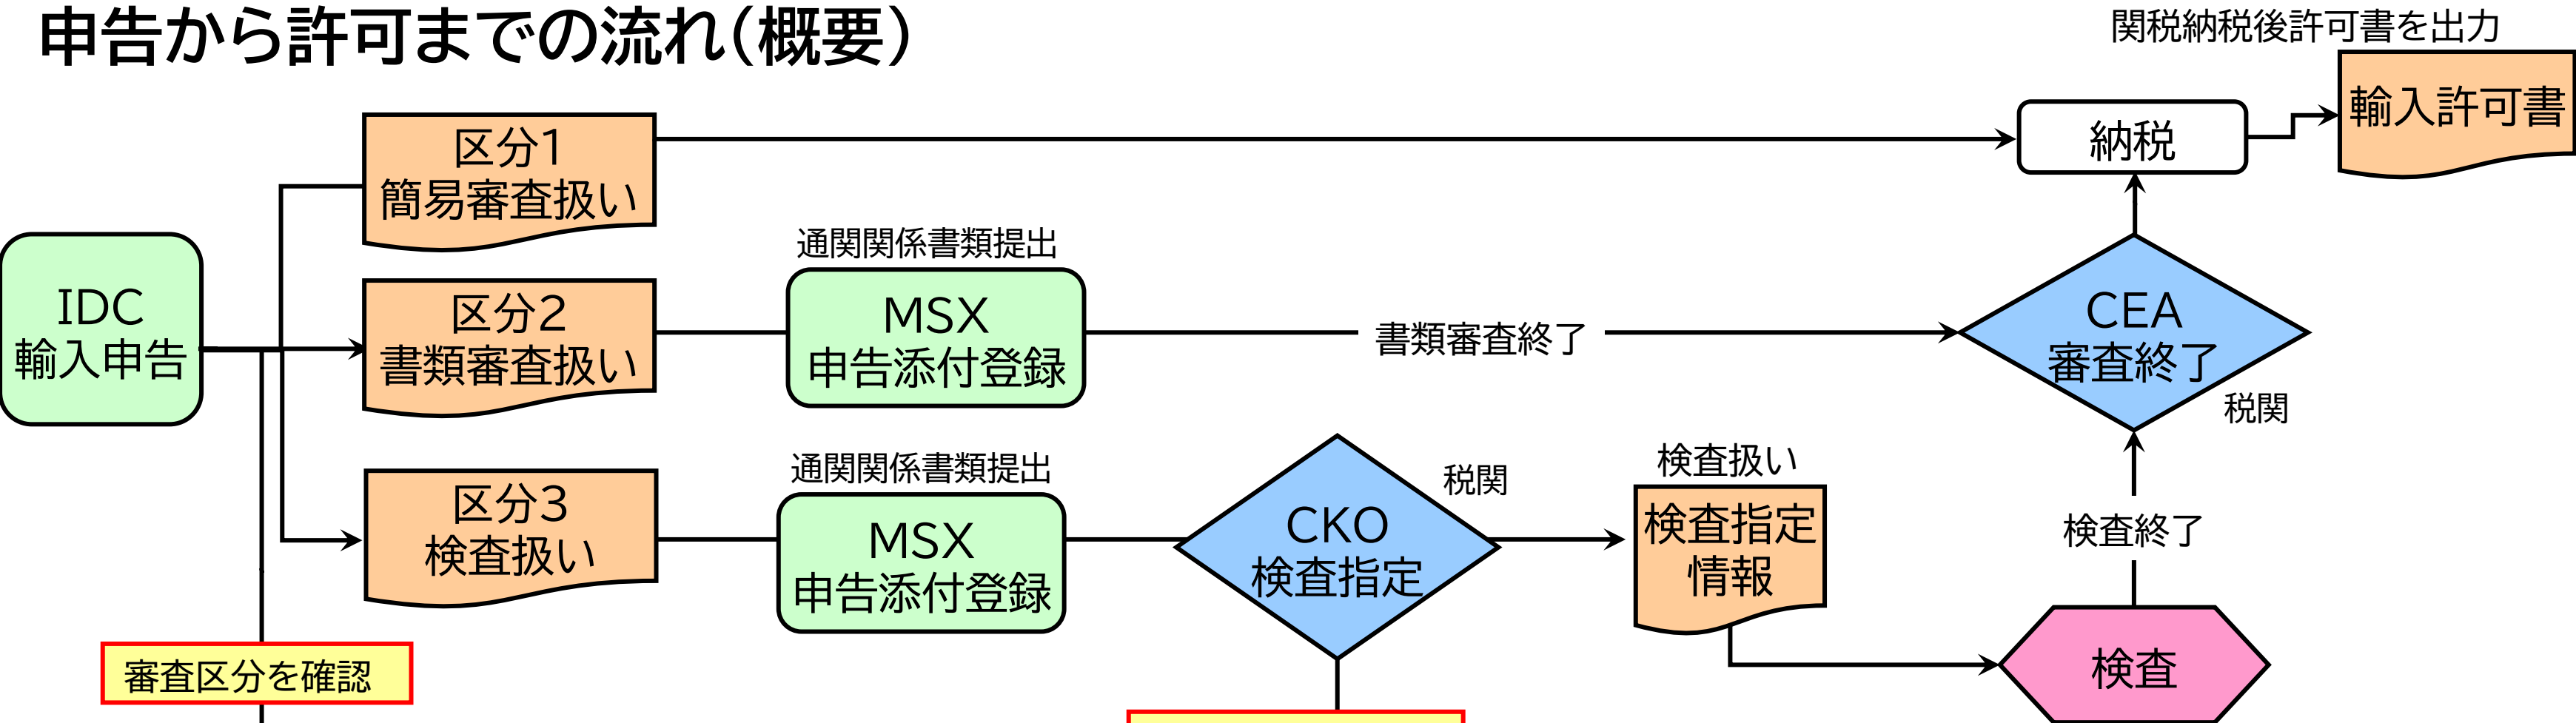 申告から許可までの流れ（概要）
関税納税後許可書を出力
輸入許可書
納税
区分1
簡易審査扱い
IDC
輸入申告
区分2
書類審査扱い
通関関係書類提出
MSX
申告添付登録
書類審査終了
CEA
審査終了
税関
区分3
検査扱い
通関関係書類提出
MSX
申告添付登録
CKO
検査指定
税関
検査扱い
検査指定
情報
検査終了
検査
審査区分を確認